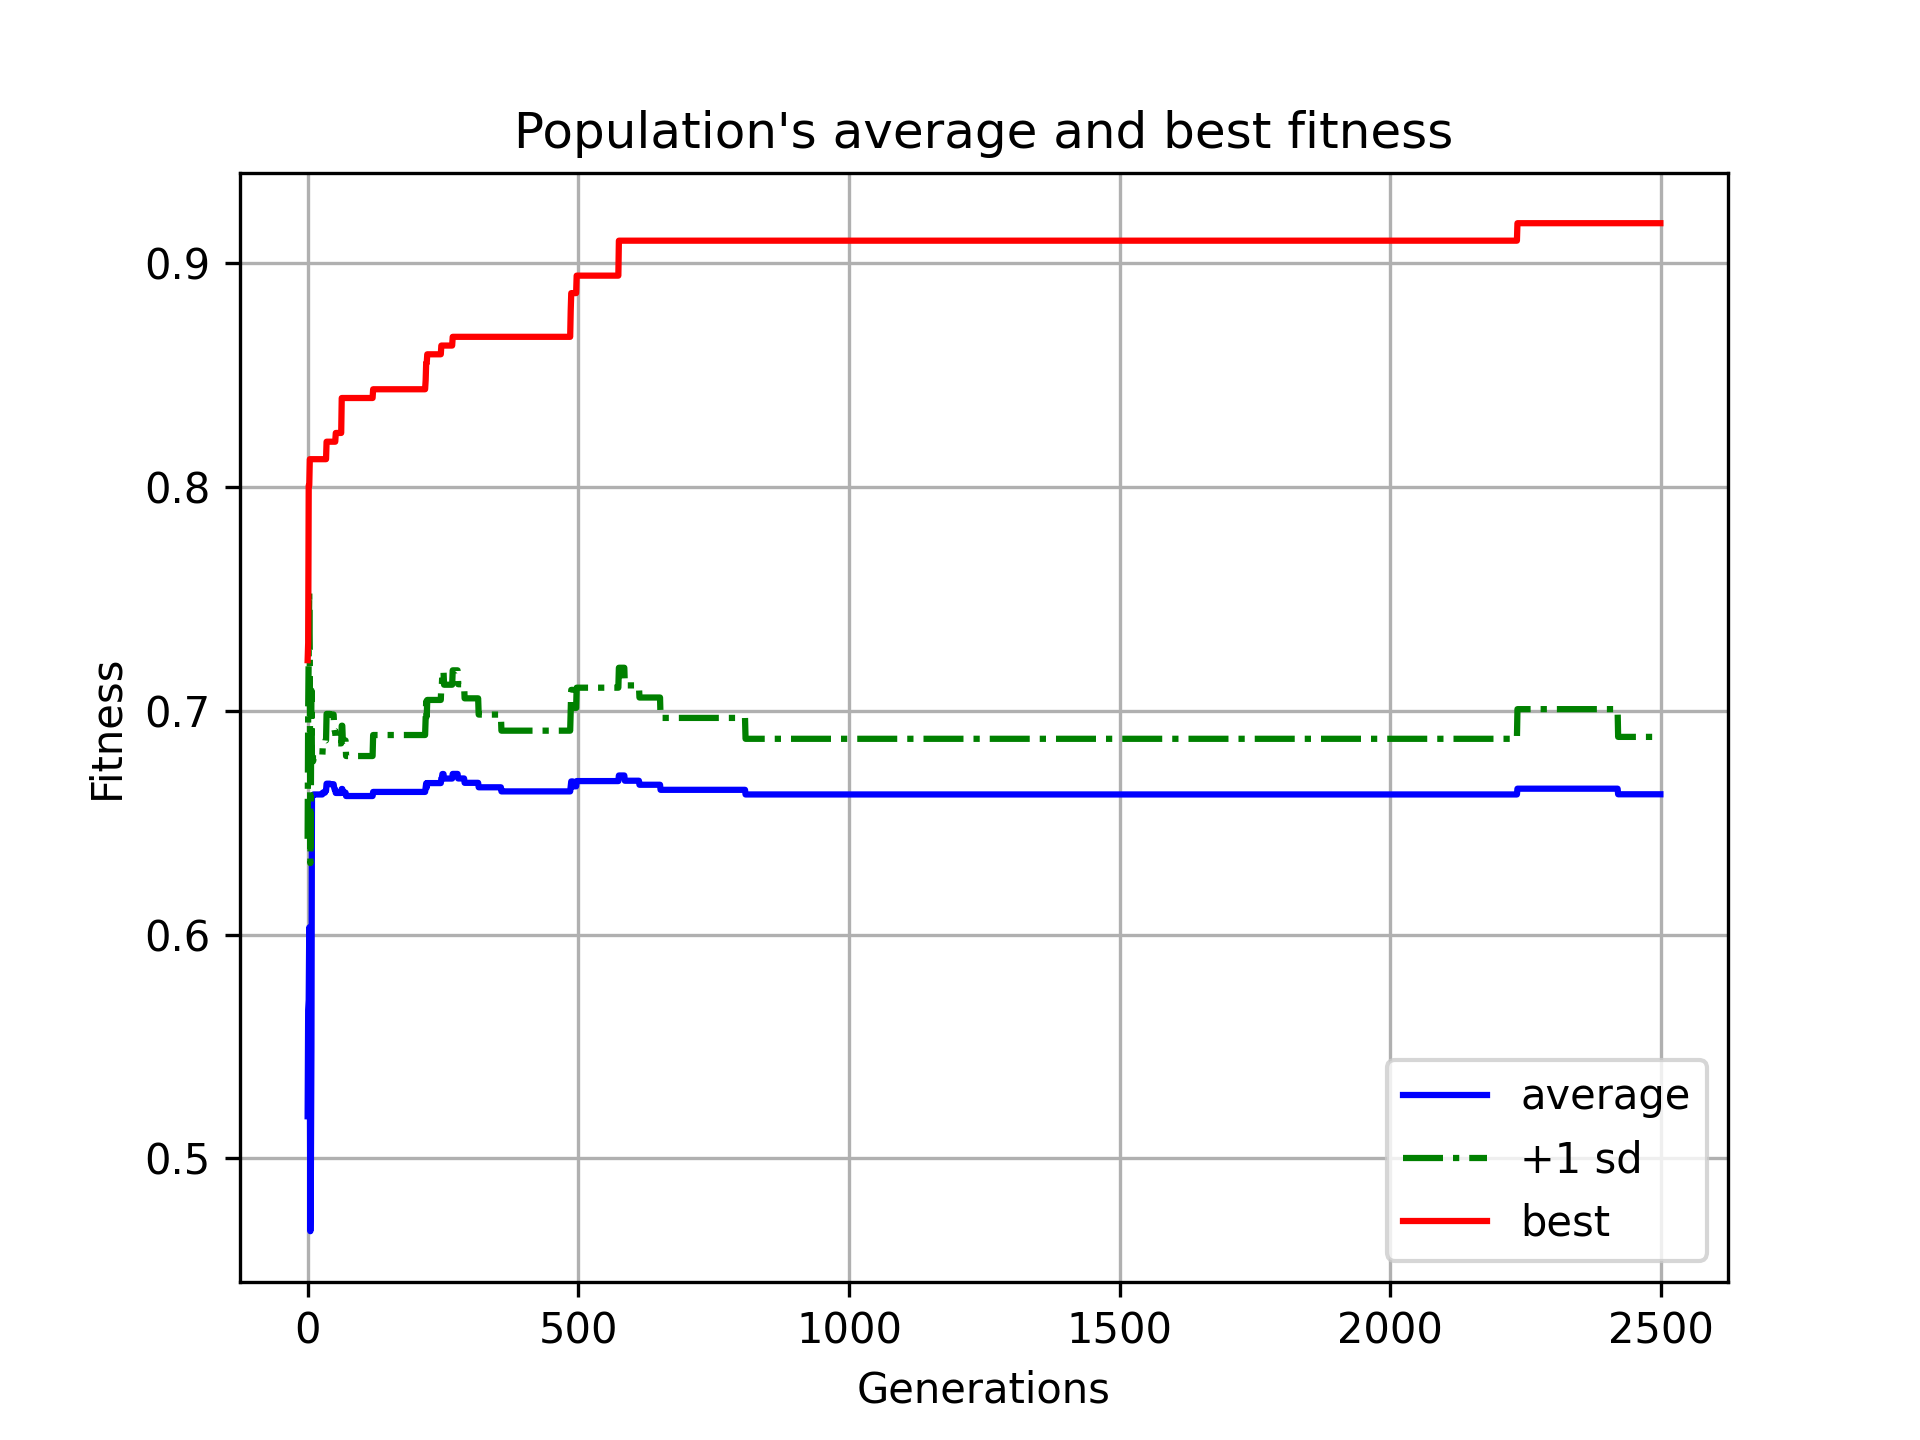 Population's average and best fitness
Fitness
0.9
0.8
0.7
0.6
0.5
0 500 1000 1500 2000 2500
Generations
average
+1 sd
best